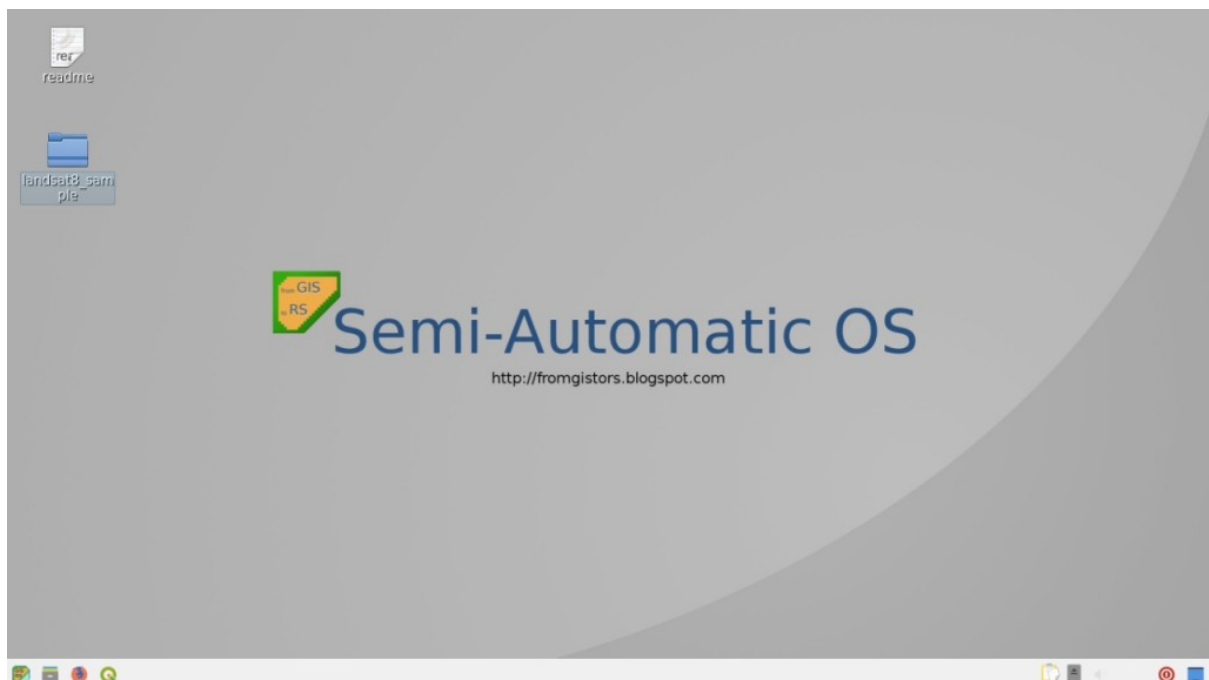 readme
landsat8_sam
ple
from GIS
to RS
Semi-Automatic OS
http://fromgistors.blogspot.com